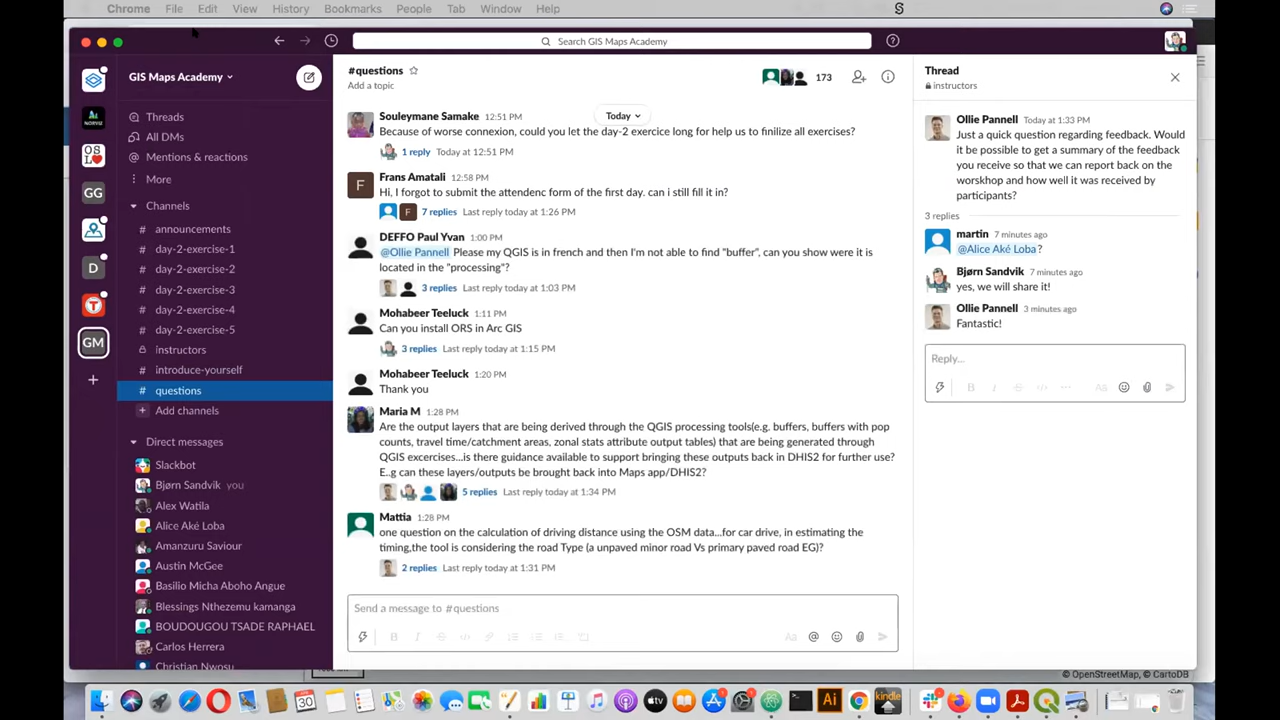 Chrome File Edit View History Bookmarks People Tab Window Help
Search GIS Maps Academy
GIS Maps Academy
Threads
All DMs
Mentions & reactions
More
Channels
# announcements
# day-2-exercise-1
# day-2-exercise-2
# day-2-exercise-3
# day-2-exercise-4
# day-2-exercise-5
instructors
# introduce-yourself
# questions
+ Add channels
Direct messages
Slackbot
Bjørn Sandvik you
Alex Watila
Alice Aké Loba
Amanzuru Saviour
Austin McGee
Basilio Micha Aboho Angue
Blessings Nthezemu kamanga
BOUDOUGOU TSADE RAPHAEL
Carlos Herrera
Christian Nwosu
GG
D
GM
+
#questions
Add a topic
173
Today
Souleymane Samake 12:51 PM
Because of worse connexion, could you let the day-2 exercice long for help us to finilize all exercises?
1 reply Today at 12:51 PM
F
Frans Amatali 12:58 PM
Hi, I forgot to submit the attendenc form of the first day. can i still fill it in?
F 7 replies Last reply today at 1:26 PM
DEFFO Paul Yvan 1:00 PM
@Ollie Pannell Please my QGIS is in french and then I'm not able to find "buffer", can you show were it is
located in the "processing"?
3 replies Last reply today at 1:03 PM
Mohabeer Teeluck 1:11 PM
Can you install ORS in Arc GIS
3 replies Last reply today at 1:15 PM
Mohabeer Teeluck 1:20 PM
Thank you
Maria M 1:28 PM
Are the output layers that are being derived through the QGIS processing tools(e.g. buffers, buffers with pop
counts, travel time/catchment areas, zonal stats attribute output tables) that are being generated through
QGIS excercises...is there guidance available to support bringing these outputs back in DHIS2 for further use?
E..g can these layers/outputs be brought back into Maps app/DHIS2?
5 replies Last reply today at 1:34 PM
Mattia 1:28 PM
one question on the calculation of driving distance using the OSM data...for car drive, in estimating the
timing,the tool is considering the road Type (a unpaved minor road Vs primary paved road EG)?
2 replies Last reply today at 1:31 PM
Send a message to #questions
Aa @
Thread
instructors
Ollie Pannell Today at 1:33 PM
Just a quick question regarding feedback. Would
it be possible to get a summary of the feedback
you receive so that we can report back on the
worskhop and how well it was received by
participants?
3 replies
martin 7 minutes ago
@Alice Aké Loba?
Bjørn Sandvik 7 minutes ago
yes, we will share it!
Ollie Pannell 3 minutes ago
Fantastic!
Reply...
B I S Aa
© OpenStreetMap, © CartoDB
30
tv
Ai
kindle